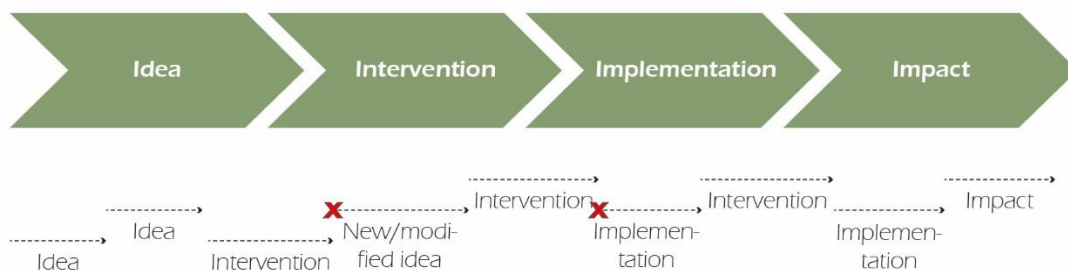 Idea
Intervention
Implementation
Impact
Idea
Idea
Intervention
New/modi-
fied idea
Intervention
Implemen-
tation
Intervention
Implemen-
tation
Impact